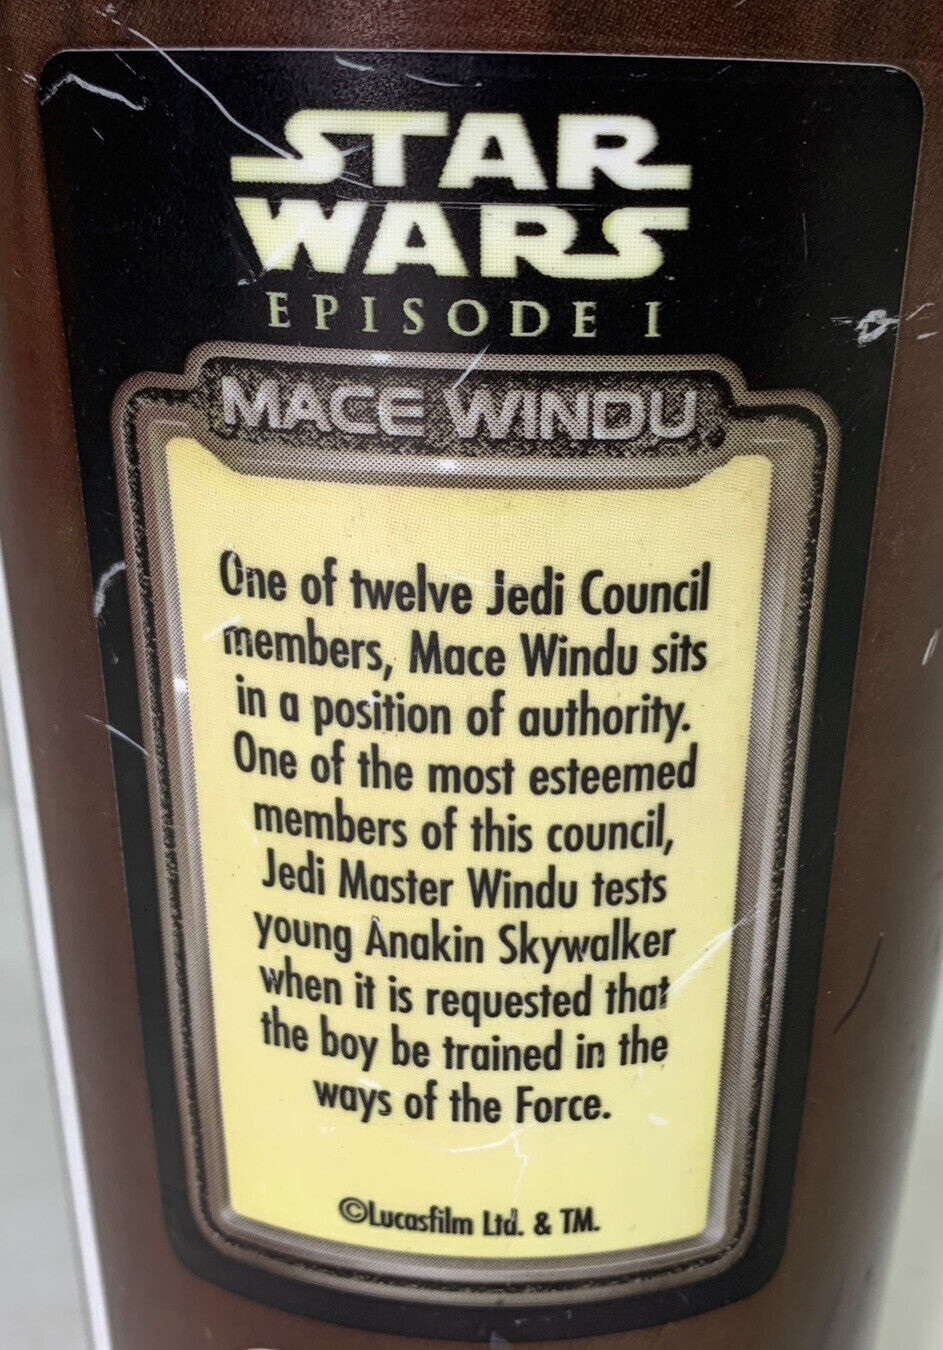 STAR
WARS
EPISODE I
MACE WINDU
One of twelve Jedi Council
members, Mace Windu sits
in a position of authority.
One of the most esteemed
members of this council,
Jedi Master Windu tests
young Anakin Skywalker
when it is requested that
the boy be trained in the
ways of the Force.
©Lucasfilm Ltd. & TM.